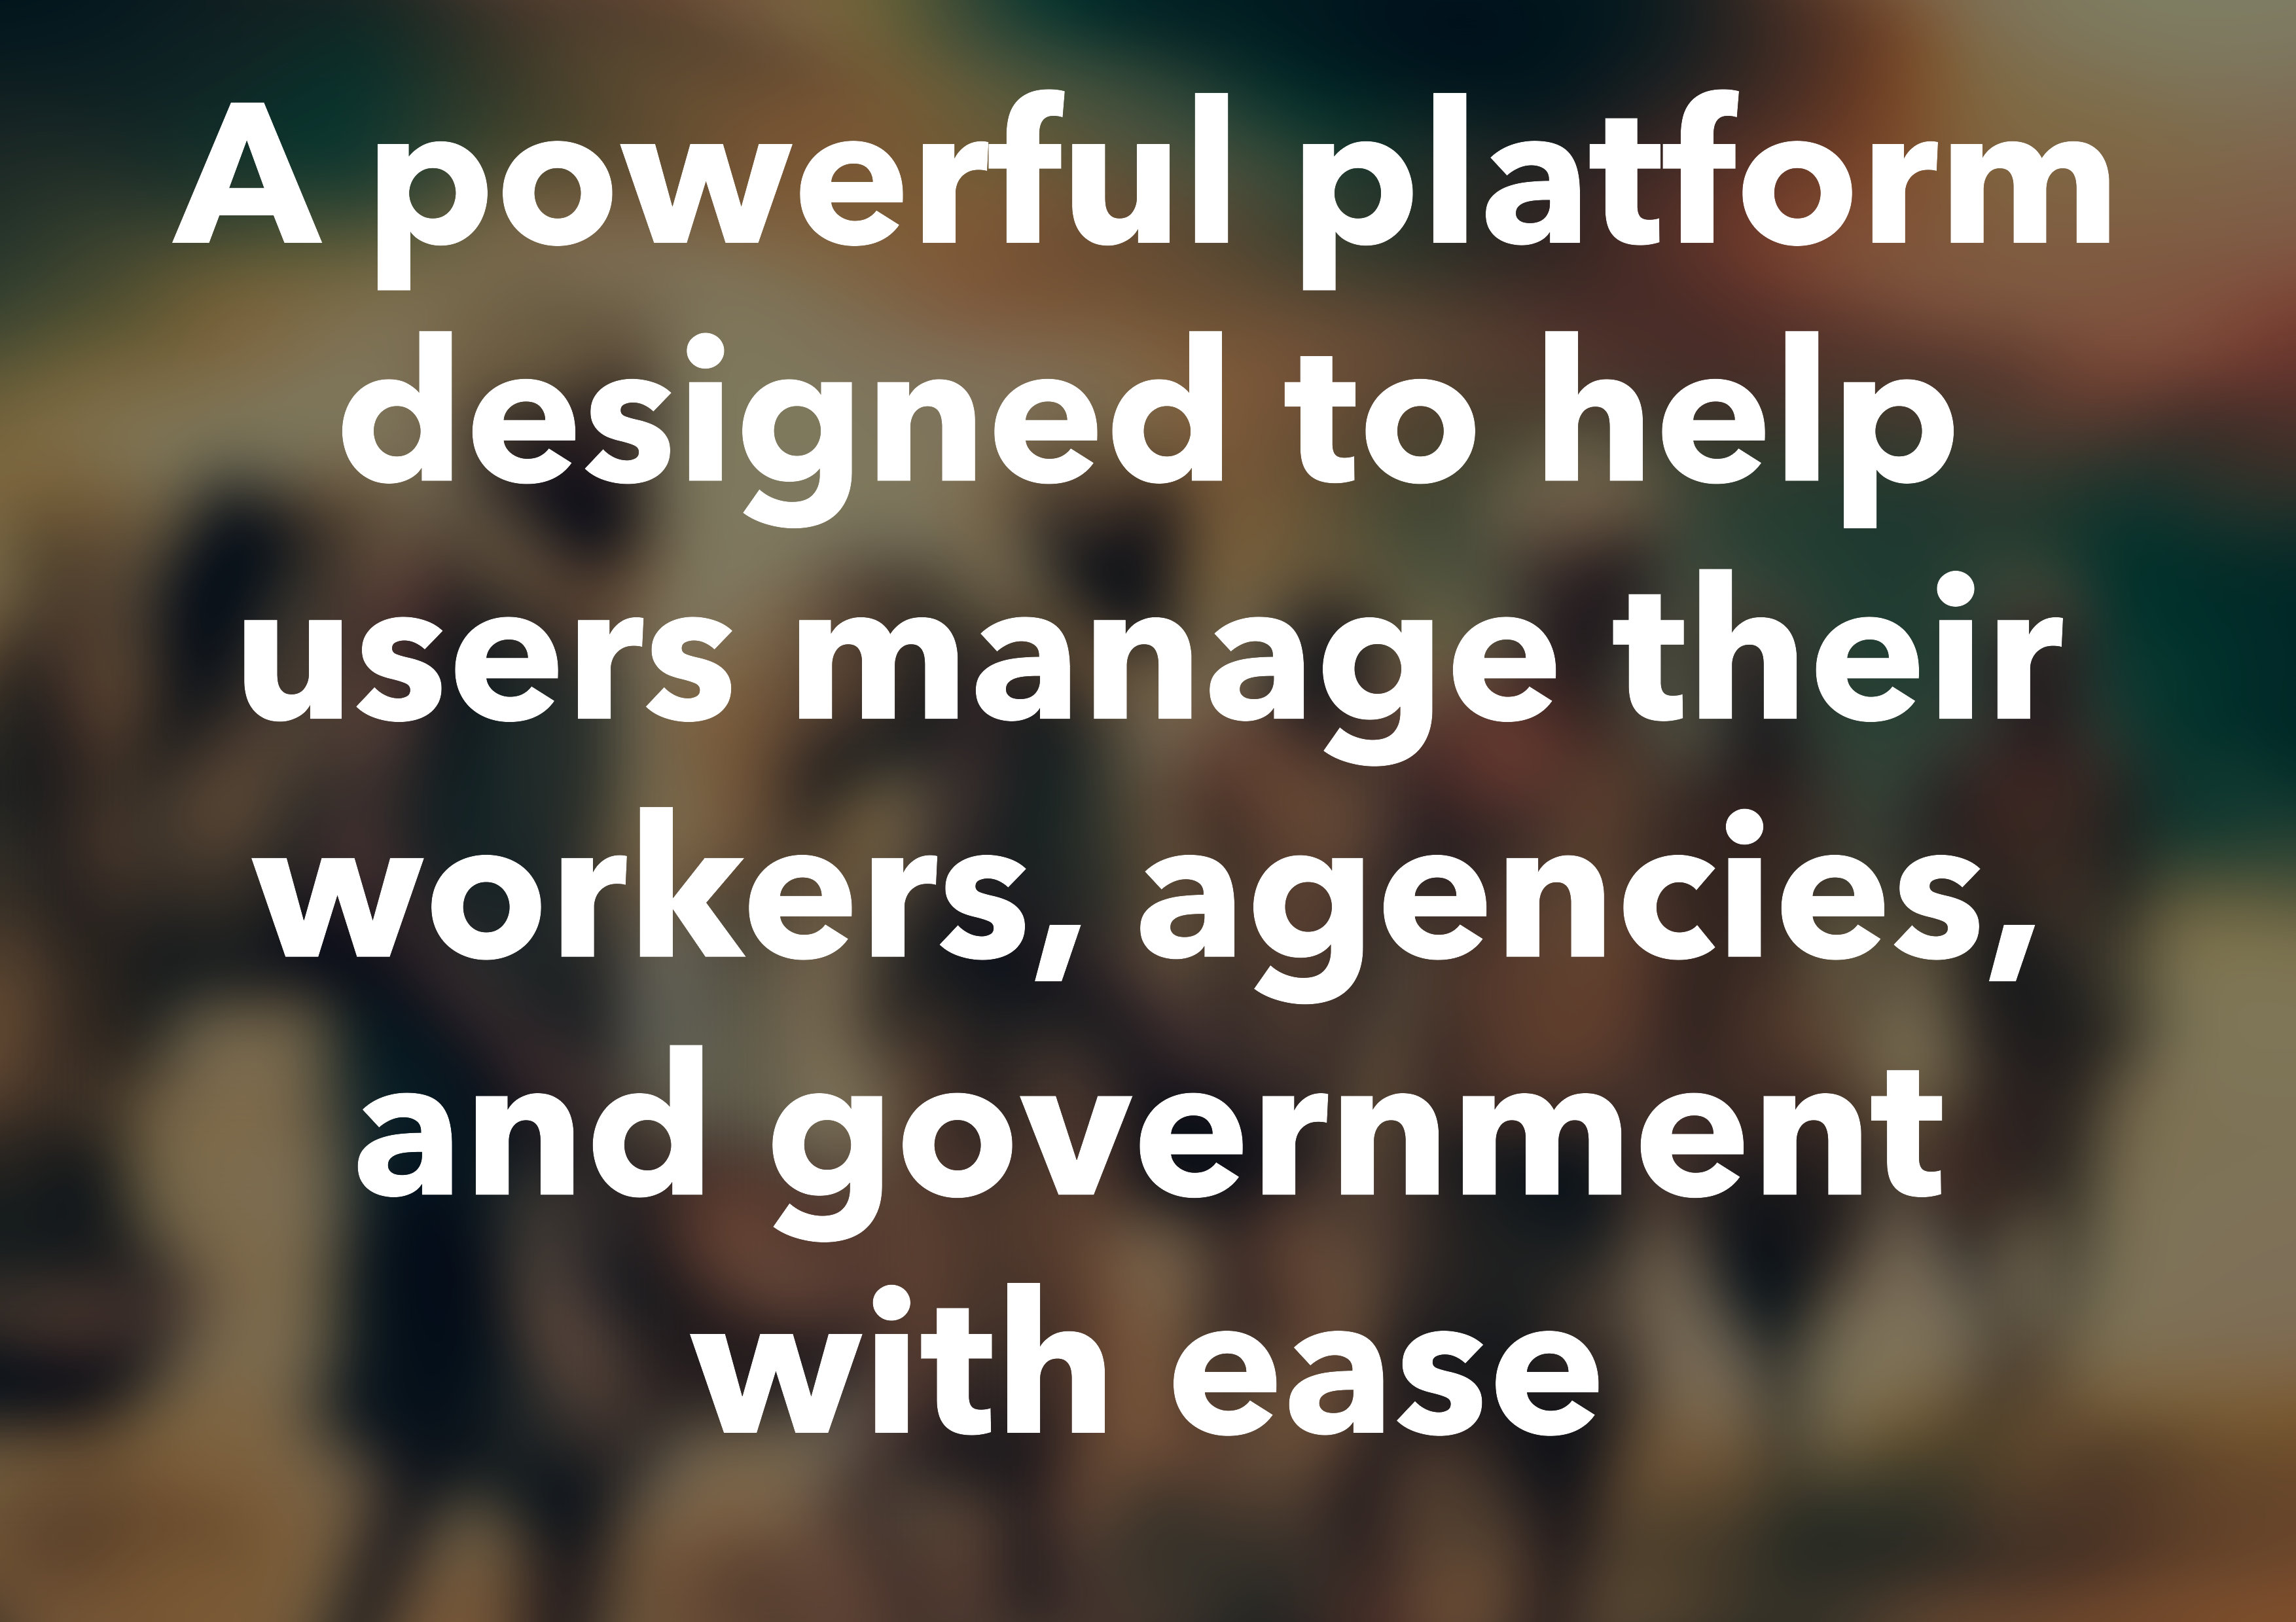 A powerful platform
designed to help
users manage their
workers, agencies,
and government
with ease